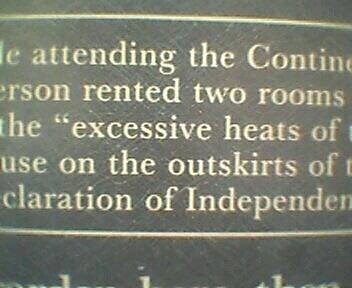 le attending the Contine
erson rented two rooms
the “excessive heats of
use on the outskirts of t
claration of Independen